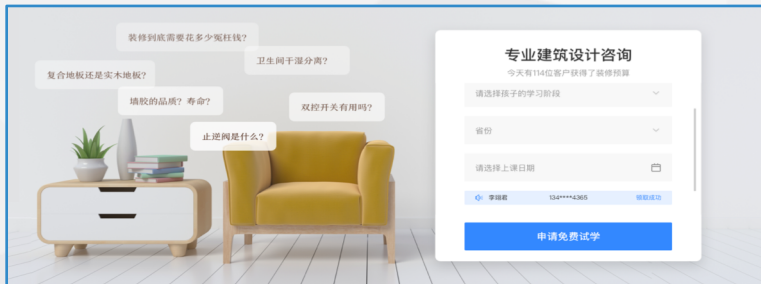 装修到底需要花多少冤枉钱?
卫生间干湿分离?
复合地板还是实木地板?
墙胶的品质? 寿命?
双控开关有用吗?
止逆阀是什么?
专业建筑设计咨询
今天有114位客户获得了装修预算
请选择孩子的学习阶段
省份
请选择上课日期
李翊君 134****4365 领取成功
申请免费试学